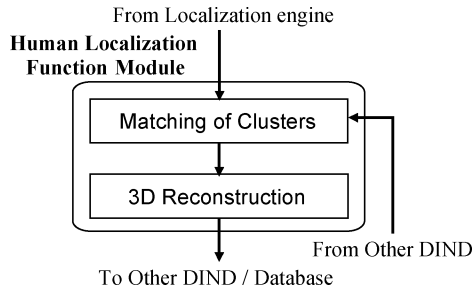 From Localization engine
Human Localization
Function Module
Matching of Clusters
3D Reconstruction
From Other DIND
To Other DIND / Database